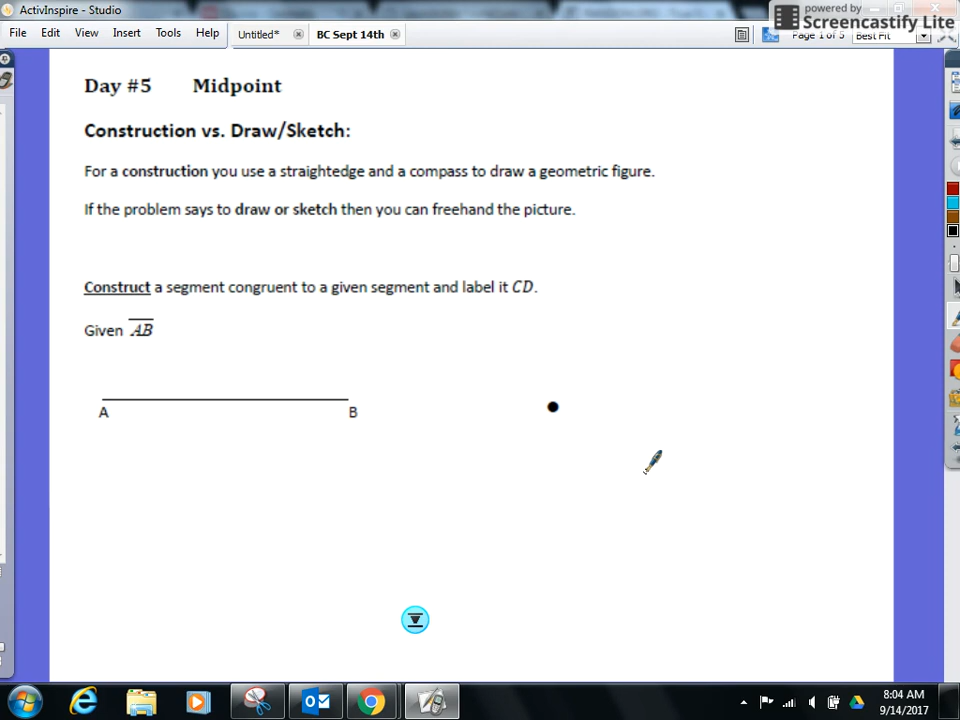 ActivInspire - Studio
powered by
Screencastify Lite
File Edit View Insert Tools Help
Untitled* BC Sept 14th
Page 1 of 5 Best Fit
Day #5 Midpoint
Construction vs. Draw/Sketch:
For a construction you use a straightedge and a compass to draw a geometric figure.
If the problem says to draw or sketch then you can freehand the picture.
Construct a segment congruent to a given segment and label it CD.
Given AB
A B
8:04 AM
9/14/2017